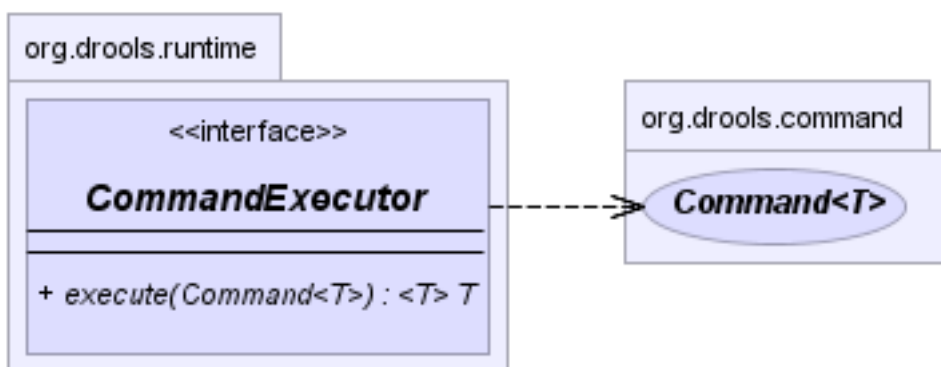 org.drools.runtime
<<interface>>
CommandExecutor
+ execute(Command<T>) : <T> T
org.drools.command
Command<T>